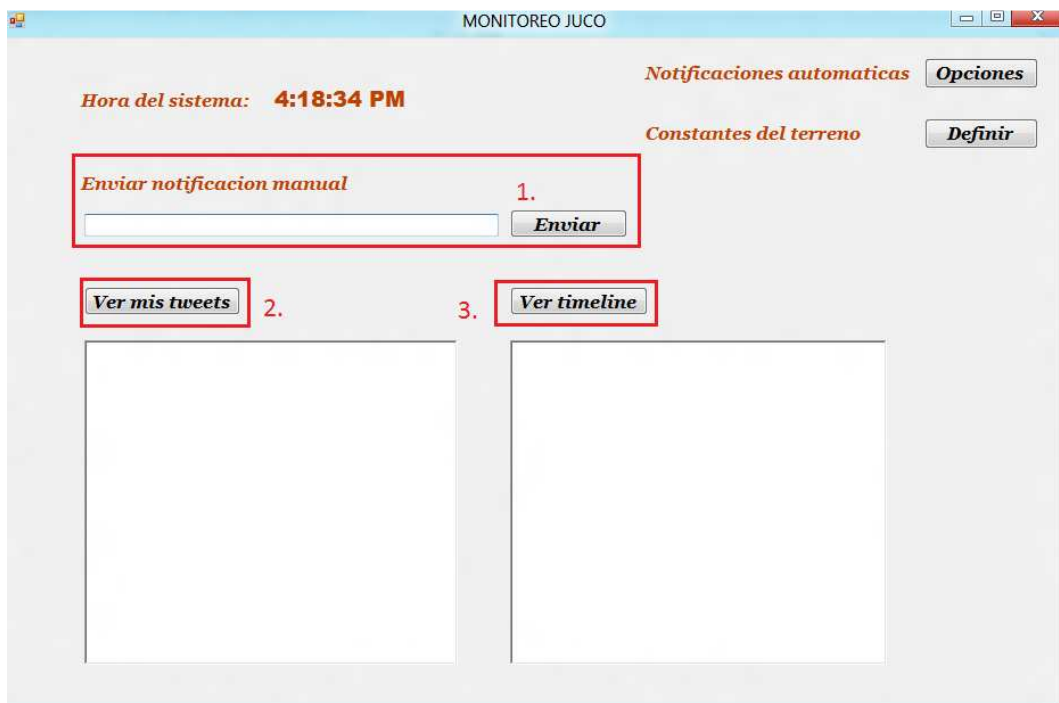 MONITOREO JUCO
Notificaciones automaticas Opciones
Hora del sistema: 4:18:34 PM
Constantes del terreno Definir
Enviar notificacion manual
1.
Enviar
Ver mis tweets 2.
3. Ver timeline